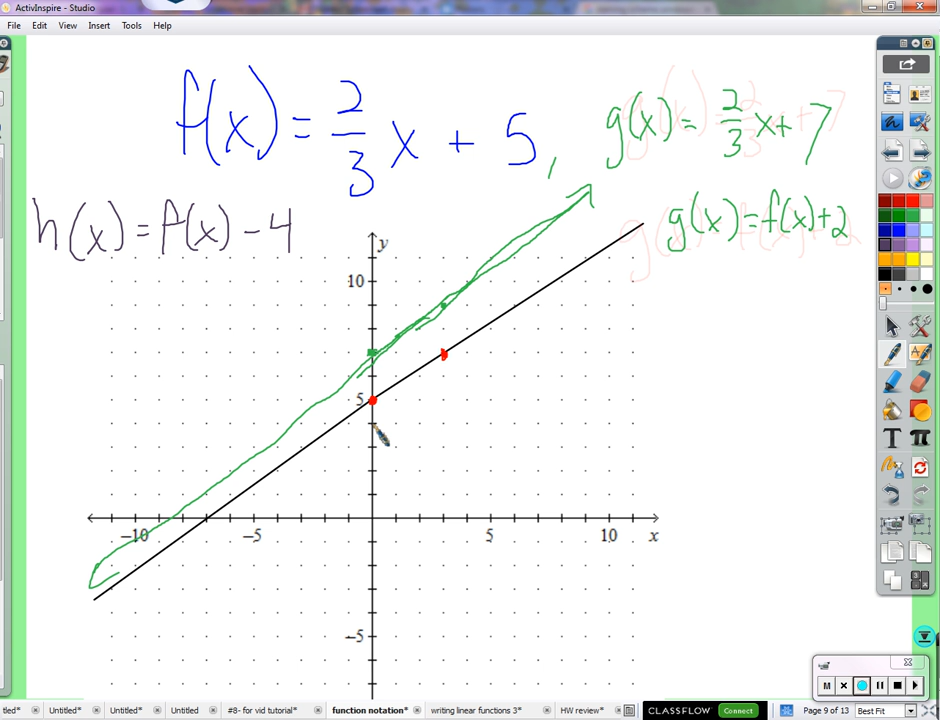 ActivInspire - Studio
File Edit View Insert Tools Help
f(x) = 2/3 x + 5, g(x) = 2/3 x + 7
h(x) = f(x) - 4
g(x) = f(x) + 2
y
10
5
-10 -5 5 10 x
-5
M
tled* Untitled* Untitled* Untitled #8- for vid tutorial* function notation* writing linear functions 3* HW review* CLASSFLOW Connect Page 9 of 13 Best Fit